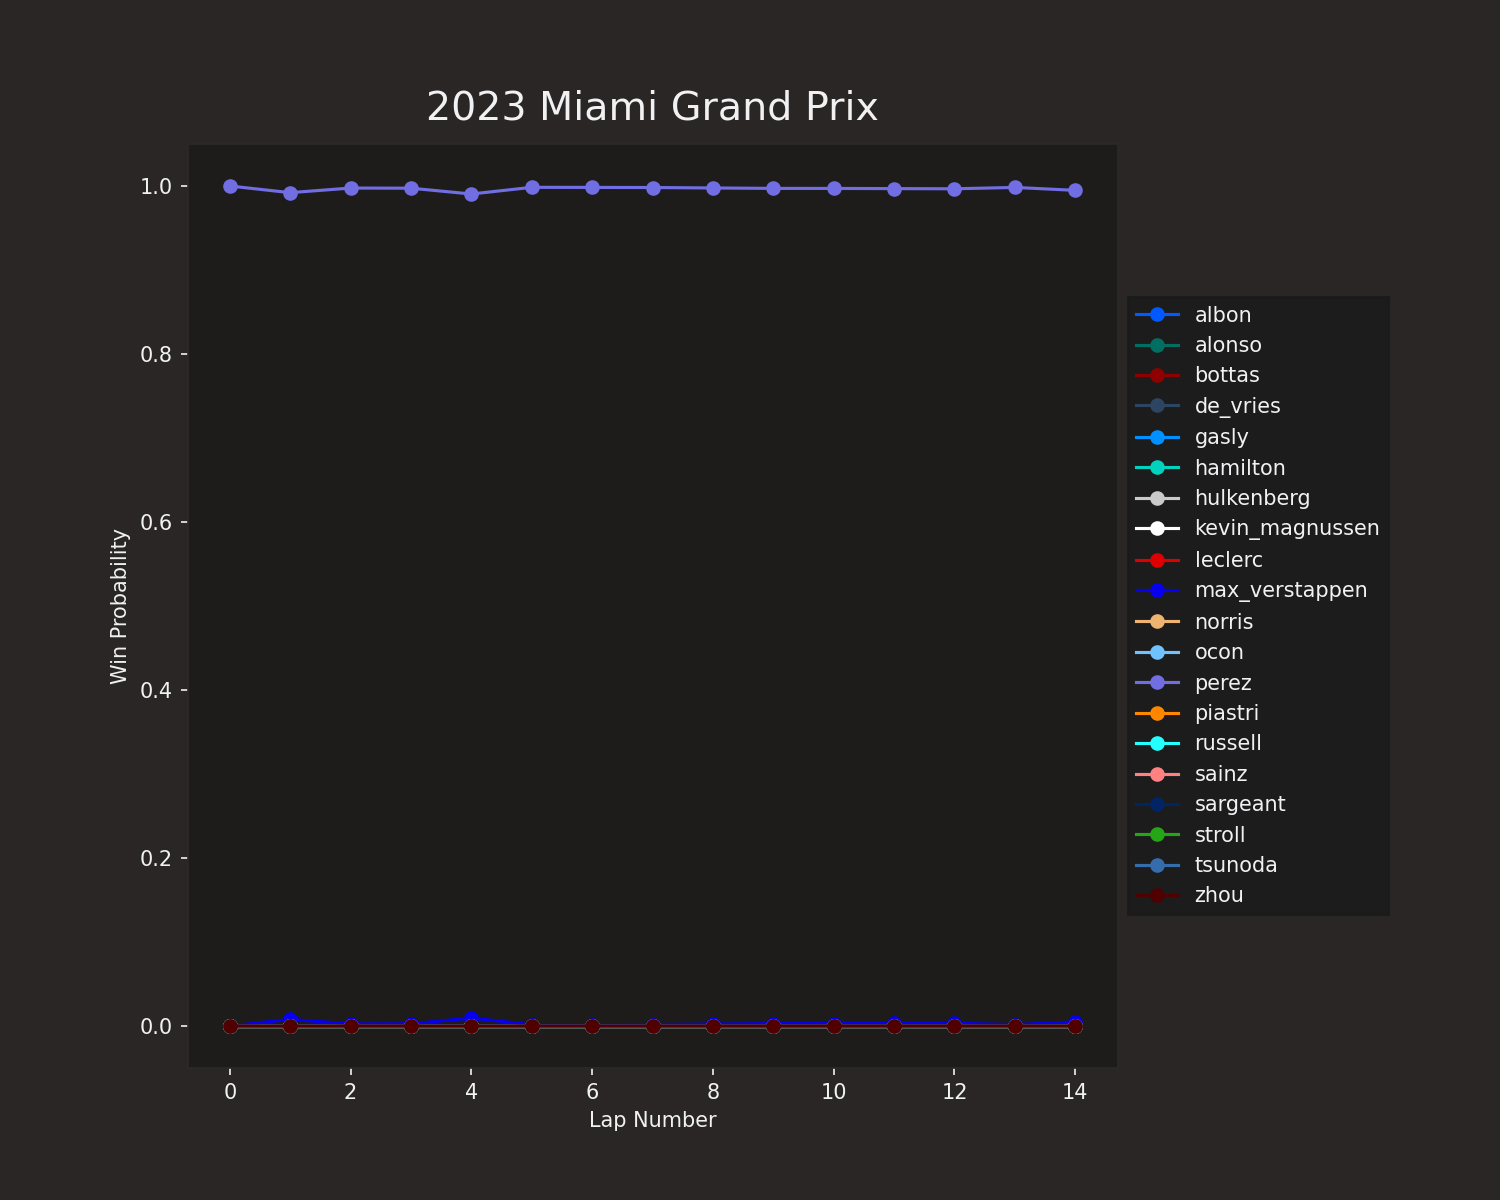 2023 Miami Grand Prix
1.0
0.8
0.6
0.4
0.2
0.0
Win Probability
0 2 4 6 8 10 12 14
Lap Number
albon
alonso
bottas
de_vries
gasly
hamilton
hulkenberg
kevin_magnussen
leclerc
max_verstappen
norris
ocon
perez
piastri
russell
sainz
sargeant
stroll
tsunoda
zhou